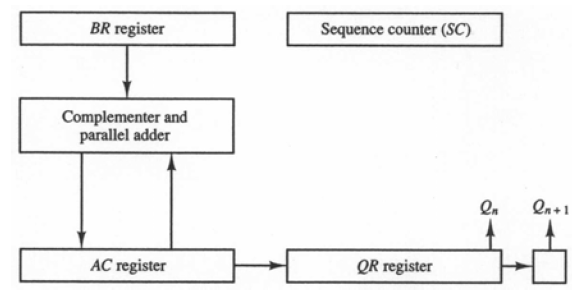 BR register
Sequence counter (SC)
Complementer and
parallel adder
Qn
Qn+1
AC register
QR register